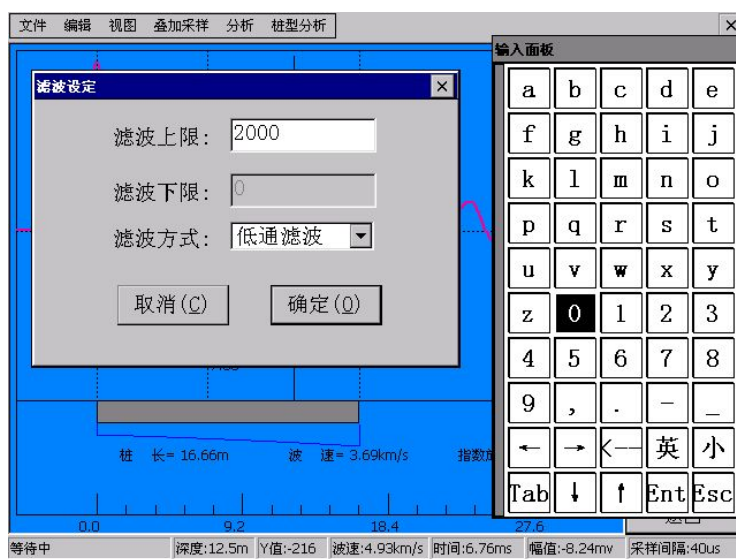 文件 编辑 视图 叠加采样 分析 桩型分析
输入面板
滤波设定
滤波上限: 2000
滤波下限: 0
滤波方式: 低通滤波
取消(C) 确定(O)
a b c d e
f g h i j
k l m n o
p q r s t
u v w x y
z 0 1 2 3
4 5 6 7 8
9 , . - _
← → <-- 英 小
Tab ↓ ↑ Ent Esc
桩 长= 16.66m 波 速= 3.69km/s 指数
0.0 9.2 18.4 27.6
等待中 深度:12.5m Y值:-216 波速:4.93km/s 时间:6.76ms 幅值:-8.24mv 采样间隔:40us